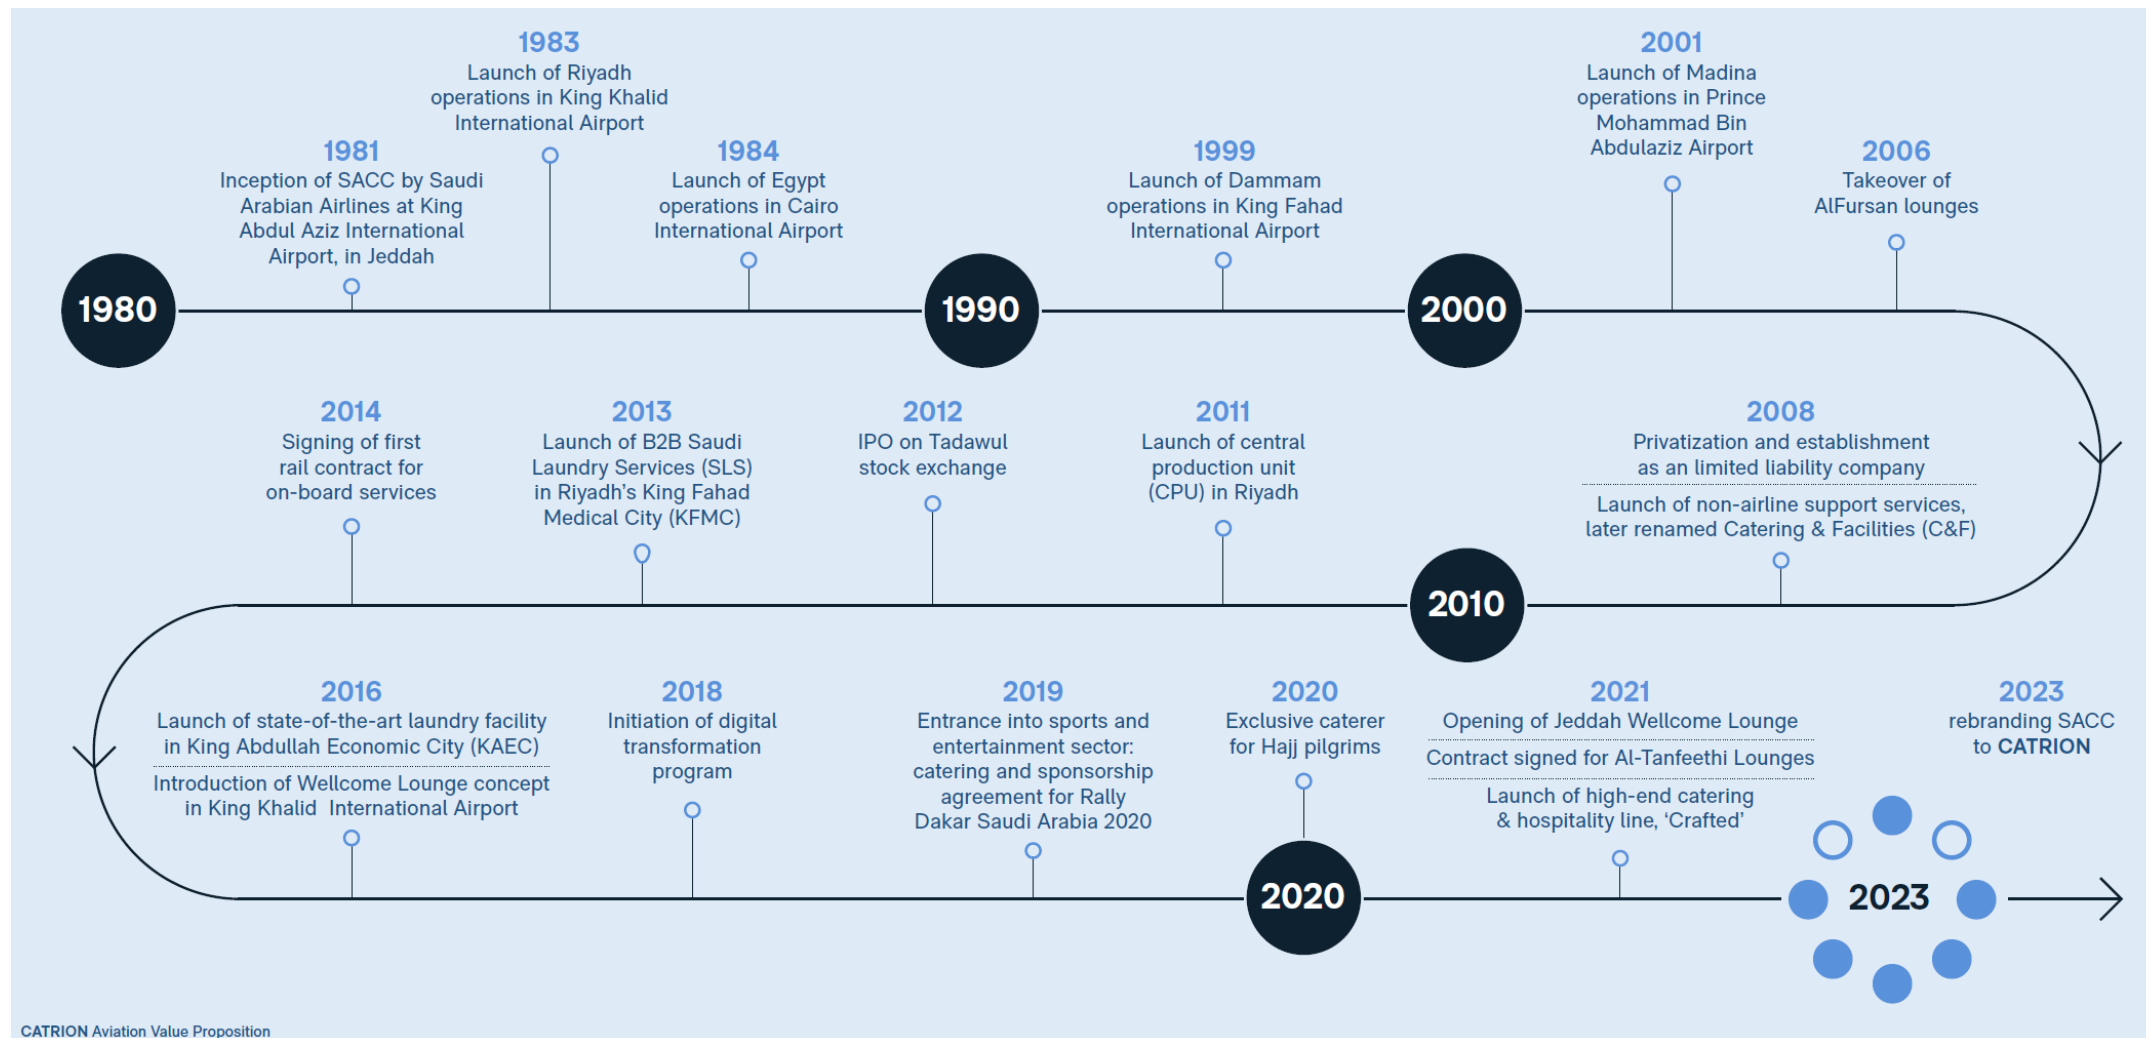 1983
Launch of Riyadh
operations in King Khalid
International Airport
2001
Launch of Madina
operations in Prince
Mohammad Bin
Abdulaziz Airport
1981
Inception of SACC by Saudi
Arabian Airlines at King
Abdul Aziz International
Airport, in Jeddah
1984
Launch of Egypt
operations in Cairo
International Airport
1999
Launch of Dammam
operations in King Fahad
International Airport
2006
Takeover of
AlFursan lounges
1980
1990
2000
2014
Signing of first
rail contract for
on-board services
2013
Launch of B2B Saudi
Laundry Services (SLS)
in Riyadh's King Fahad
Medical City (KFMC)
2012
IPO on Tadawul
stock exchange
2011
Launch of central
production unit
(CPU) in Riyadh
2008
Privatization and establishment
as an limited liability company
Launch of non-airline support services,
later renamed Catering & Facilities (C&F)
2010
2016
Launch of state-of-the-art laundry facility
in King Abdullah Economic City (KAEC)
Introduction of Wellcome Lounge concept
in King Khalid International Airport
2018
Initiation of digital
transformation
program
2019
Entrance into sports and
entertainment sector:
catering and sponsorship
agreement for Rally
Dakar Saudi Arabia 2020
2020
Exclusive caterer
for Hajj pilgrims
2021
Opening of Jeddah Wellcome Lounge
Contract signed for Al-Tanfeethi Lounges
Launch of high-end catering
& hospitality line, ‘Crafted’
2023
rebranding SACC
to CATRION
2020
2023
CATRION Aviation Value Proposition